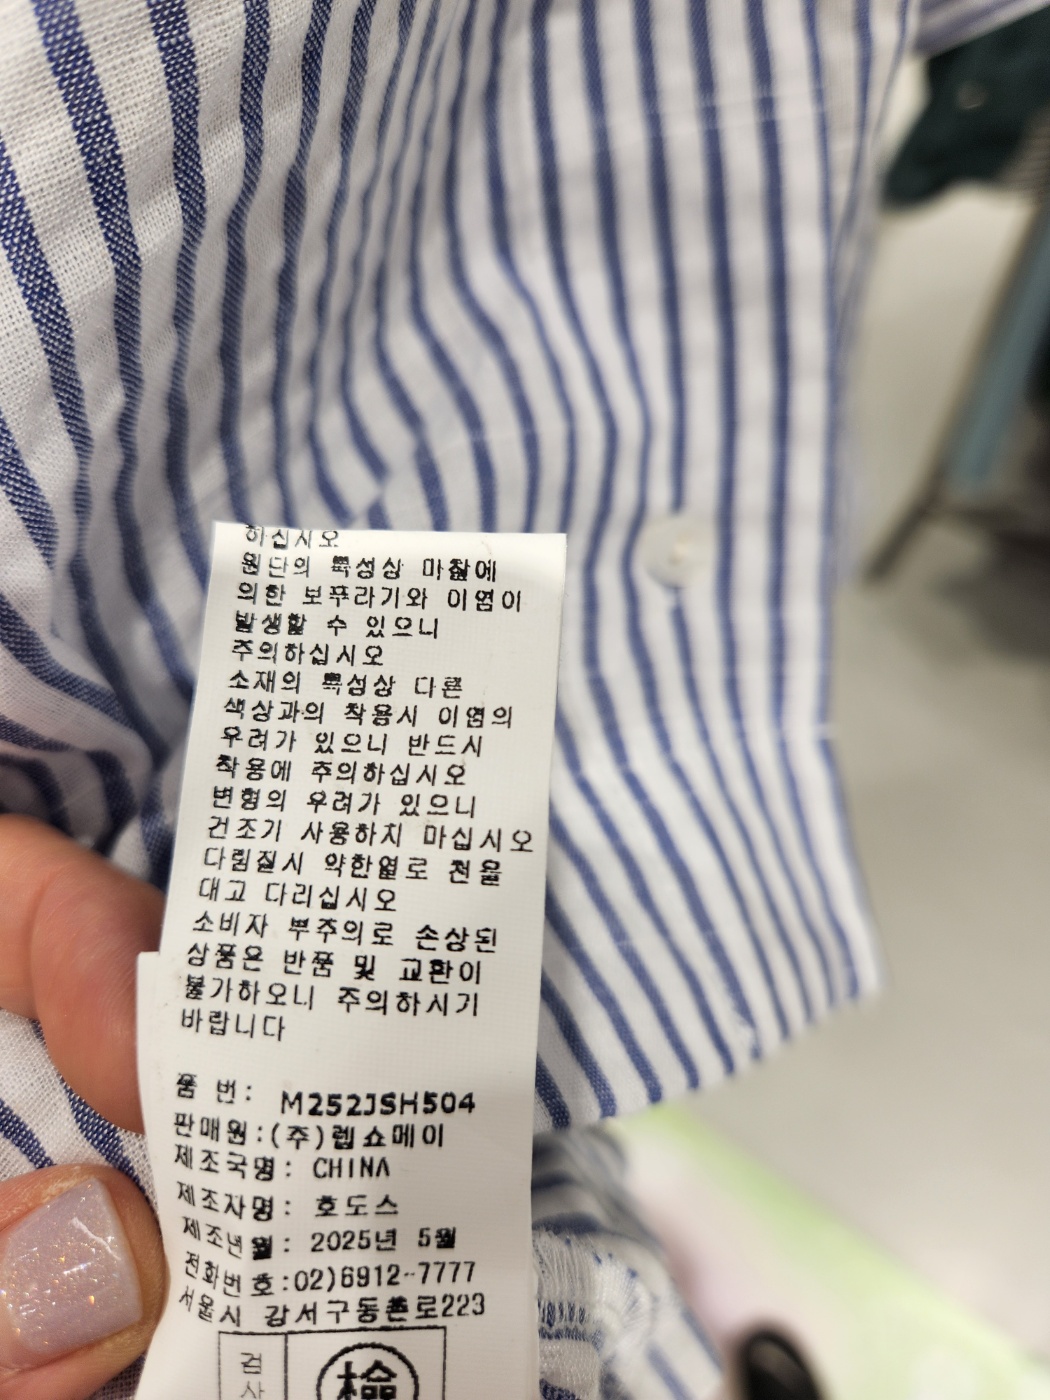 하십시오
원단의 특성상 마찰에
의한 보푸라기와 이염이
발생할 수 있으니
주의하십시오
소재의 특성상 다른
색상과의 착용시 이염의
우려가 있으니 반드시
착용에 주의하십시오
변형의 우려가 있으니
건조기 사용하지 마십시오
다림질시 약한열로 천을
대고 다리십시오
소비자 부주의로 손상된
상품은 반품 및 교환이
불가하오니 주의하시기
바랍니다
품 번: M252JSH504
판매원:(주)렙쇼메이
제조국명: CHINA
제조자명: 호도스
제조년월: 2025년 5월
전화번호:02)6912-7777
서울시 강서구동촌로223
검사
檢